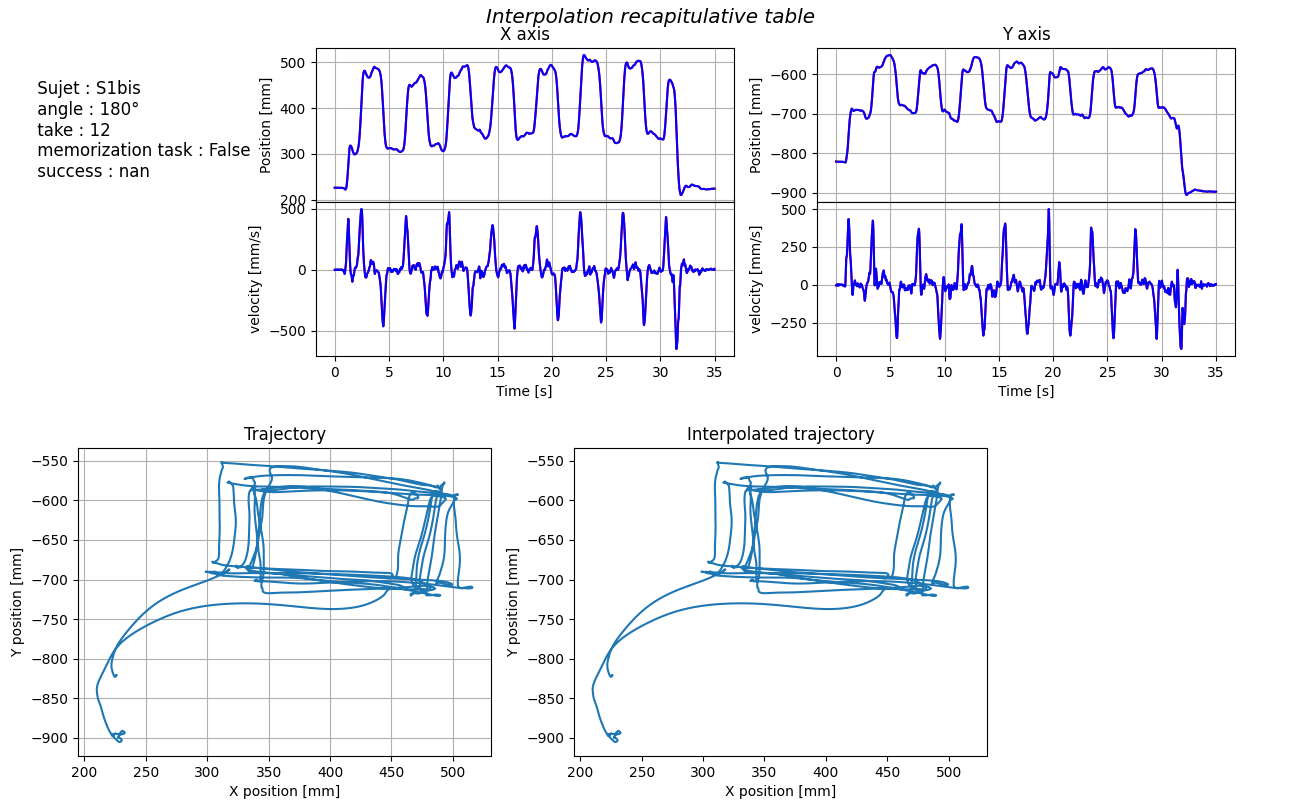 Interpolation recapitulative table
X axis
Y axis
Sujet : S1bis
angle : 180°
take : 12
memorization task : False
success : nan
Position [mm]
500
400
300
200
velocity [mm/s]
500
0
−500
0 5 10 15 20 25 30 35
Time [s]
Position [mm]
−600
−700
−800
−900
velocity [mm/s]
500
250
0
−250
0 5 10 15 20 25 30 35
Time [s]
Trajectory
Y position [mm]
−550
−600
−650
−700
−750
−800
−850
−900
200 250 300 350 400 450 500
X position [mm]
Interpolated trajectory
Y position [mm]
−550
−600
−650
−700
−750
−800
−850
−900
200 250 300 350 400 450 500
X position [mm]